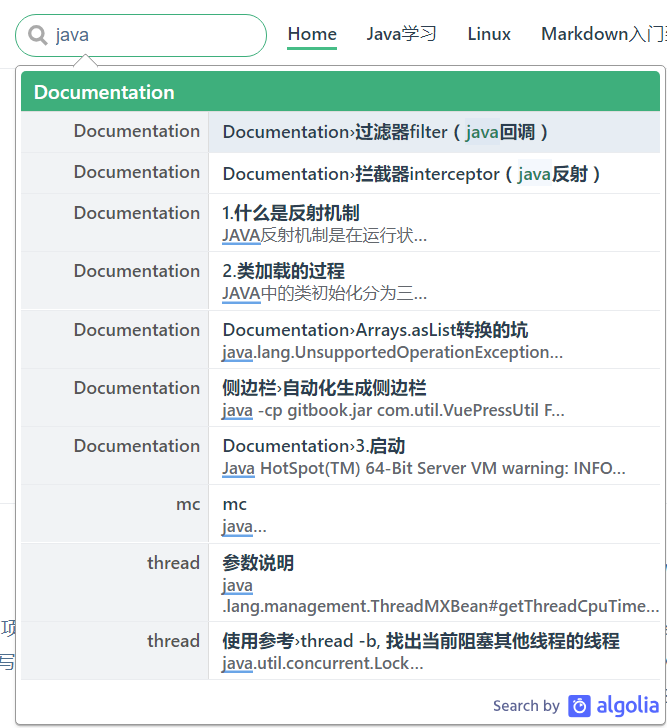 java Home Java学习 Linux Markdown入门
Documentation
Documentation Documentation›过滤器filter（java回调）
Documentation Documentation›拦截器interceptor（java反射）
Documentation 1.什么是反射机制
JAVA反射机制是在运行状...
Documentation 2.类加载的过程
JAVA中的类初始化分为三...
Documentation Documentation›Arrays.asList转换的坑
java.lang.UnsupportedOperationException...
Documentation 侧边栏›自动化生成侧边栏
java -cp gitbook.jar com.util.VuePressUtil F...
Documentation Documentation›3.启动
Java HotSpot(TM) 64-Bit Server VM warning: INFO...
mc mc
java...
thread 参数说明
java
.lang.management.ThreadMXBean#getThreadCpuTime...
项
thread 使用参考›thread -b, 找出当前阻塞其他线程的线程
写 java.util.concurrent.Lock...
Search by algolia